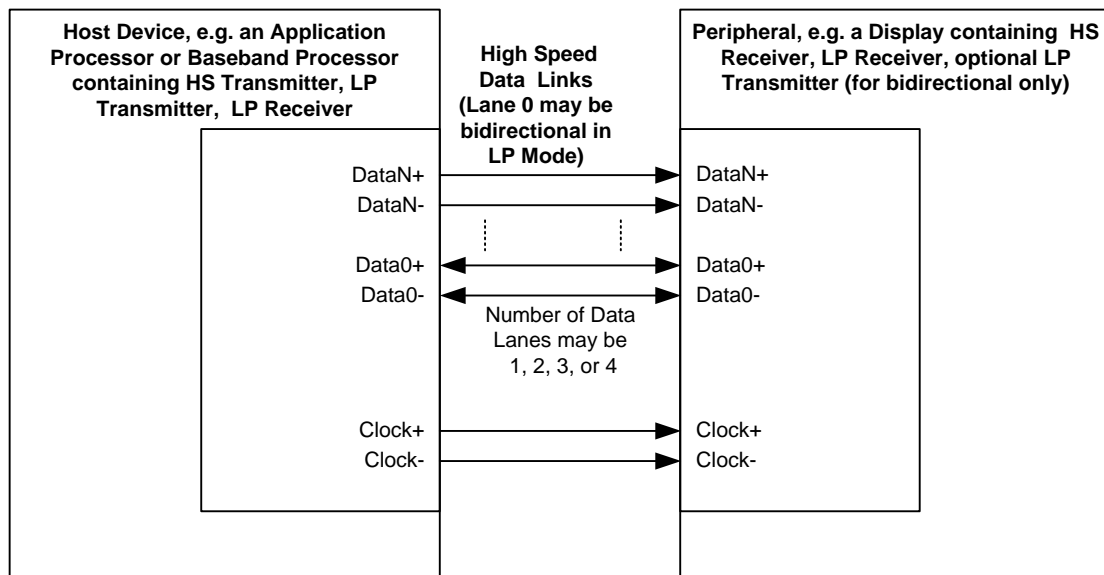 Host Device, e.g. an Application
Processor or Baseband Processor
containing HS Transmitter, LP
Transmitter, LP Receiver
High Speed
Data Links
(Lane 0 may be
bidirectional in
LP Mode)
Peripheral, e.g. a Display containing HS
Receiver, LP Receiver, optional LP
Transmitter (for bidirectional only)
DataN+
DataN-
Data0+
Data0-
Clock+
Clock-
Number of Data
Lanes may be
1, 2, 3, or 4
DataN+
DataN-
Data0+
Data0-
Clock+
Clock-